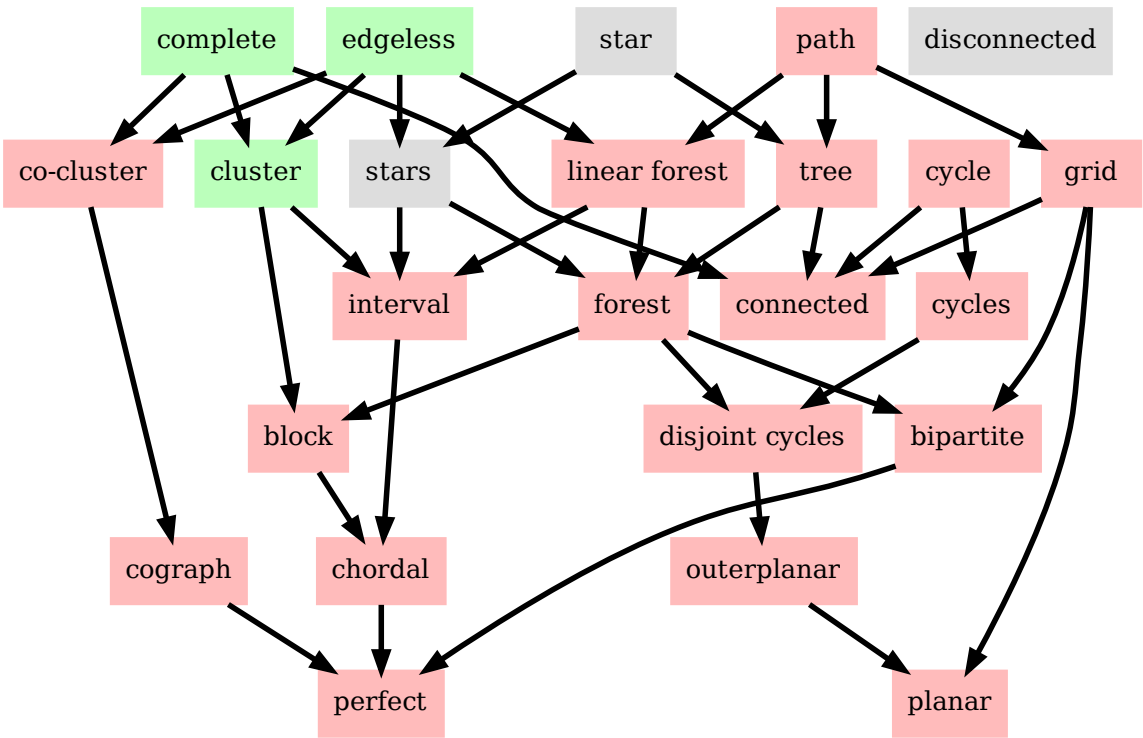 complete
edgeless
star
path
disconnected
co-cluster
cluster
stars
linear forest
tree
cycle
grid
interval
forest
connected
cycles
block
disjoint cycles
bipartite
cograph
chordal
outerplanar
perfect
planar